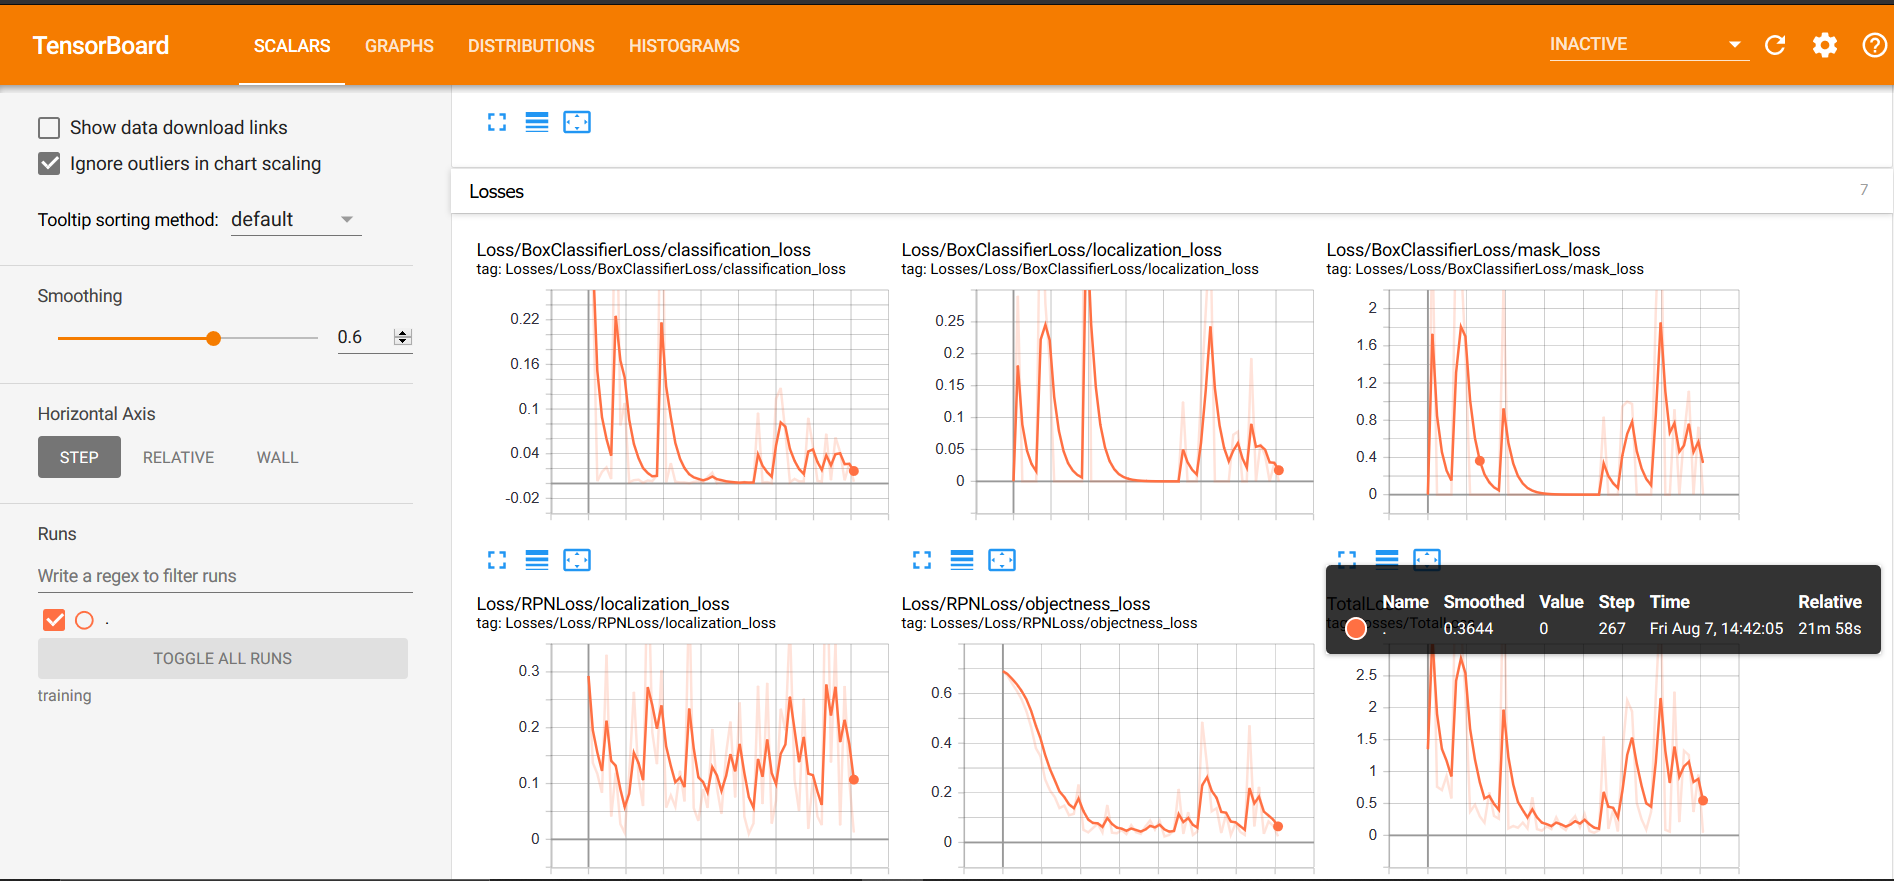 TensorBoard
SCALARS
GRAPHS
DISTRIBUTIONS
HISTOGRAMS
INACTIVE
Show data download links
Ignore outliers in chart scaling
Tooltip sorting method: default
Smoothing
0.6
Horizontal Axis
STEP
RELATIVE
WALL
Runs
Write a regex to filter runs
.
TOGGLE ALL RUNS
training
Losses
7
Loss/BoxClassifierLoss/classification_loss
tag: Losses/Loss/BoxClassifierLoss/classification_loss
0.22
0.16
0.1
0.04
-0.02
Loss/BoxClassifierLoss/localization_loss
tag: Losses/Loss/BoxClassifierLoss/localization_loss
0.25
0.2
0.15
0.1
0.05
0
Loss/BoxClassifierLoss/mask_loss
tag: Losses/Loss/BoxClassifierLoss/mask_loss
2
1.6
1.2
0.8
0.4
0
Loss/RPNLoss/localization_loss
tag: Losses/Loss/RPNLoss/localization_loss
0.3
0.2
0.1
0
Loss/RPNLoss/objectness_loss
tag: Losses/Loss/RPNLoss/objectness_loss
0.6
0.4
0.2
0
Name Smoothed Value Step Time Relative
. 0.3644 0 267 Fri Aug 7, 14:42:05 21m 58s
2.5
2
1.5
1
0.5
0